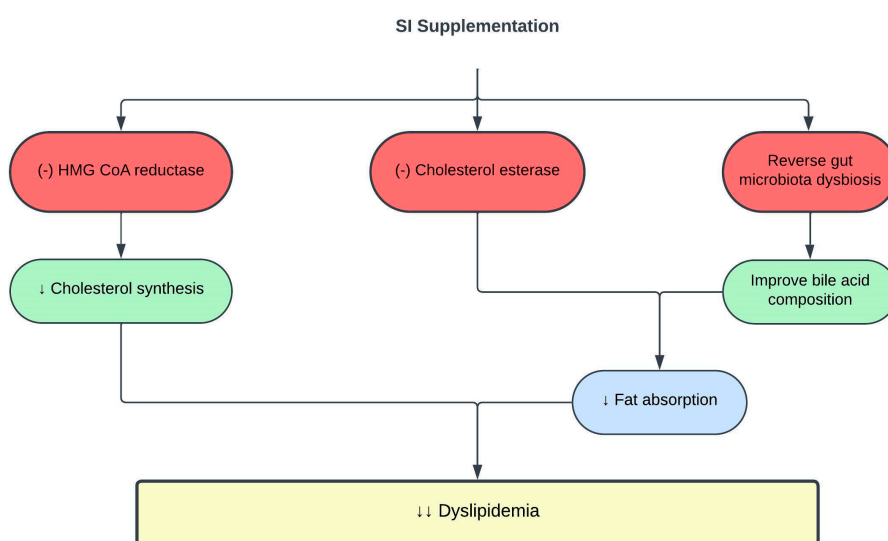 SI Supplementation
(-) HMG CoA reductase
(-) Cholesterol esterase
Reverse gut
microbiota dysbiosis
↓ Cholesterol synthesis
Improve bile acid
composition
↓ Fat absorption
↓↓ Dyslipidemia